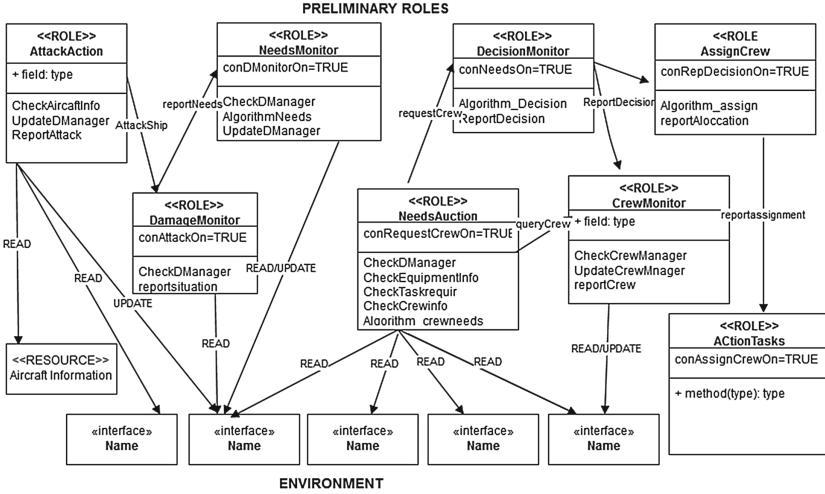 PRELIMINARY ROLES
<<ROLE>>
AttackAction
+ field: type
CheckAircaftInfo
UpdateDManager
ReportAttack
AttackShip
<<ROLE>>
NeedsMonitor
conDMonitorOn=TRUE
CheckDManager
AlgorithmNeeds
UpdateDManager
reportNeeds
<<ROLE>>
DecisionMonitor
conNeedsOn=TRUE
Algorithm_Decision
ReportDecision
requestCrew
ReportDecision
<<ROLE
AssignCrew
conRepDecisionOn=TRUE
Algorithm_assign
reportAloccation
<<ROLE>>
DamageMonitor
conAttackOn=TRUE
CheckDManager
reportsituation
<<ROLE>>
NeedsAuction
conRequestCrewOn=TRUE
CheckDManager
CheckEquipmentInfo
CheckTaskrequir
CheckCrewinfo
Algorithm_crewneeds
queryCrew
<<ROLE>>
CrewMonitor
+ field: type
CheckCrewManager
UpdateCrewMnager
reportCrew
reportassignment
READ
READ
UPDATE
READ
READ/UPDATE
READ
READ
READ
READ
READ/UPDATE
<<ROLE>>
ACtionTasks
conAssignCrewOn=TRUE
+ method(type): type
<<RESOURCE>>
Aircraft Information
«interface»
Name
«interface»
Name
«interface»
Name
«interface»
Name
«interface»
Name
ENVIRONMENT